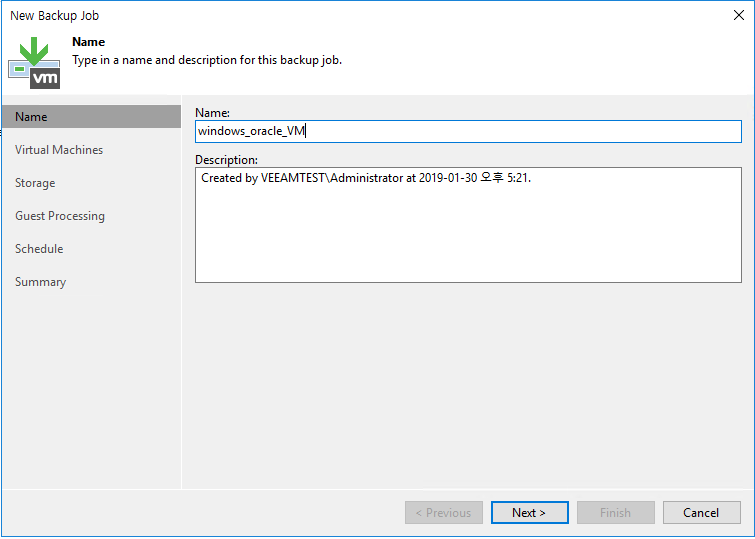 New Backup Job
Name
Type in a name and description for this backup job.
vm
Name
Virtual Machines
Storage
Guest Processing
Schedule
Summary
Name:
windows_oracle_VM
Description:
Created by VEEAMTEST\Administrator at 2019-01-30 오후 5:21.
< Previous
Next >
Finish
Cancel